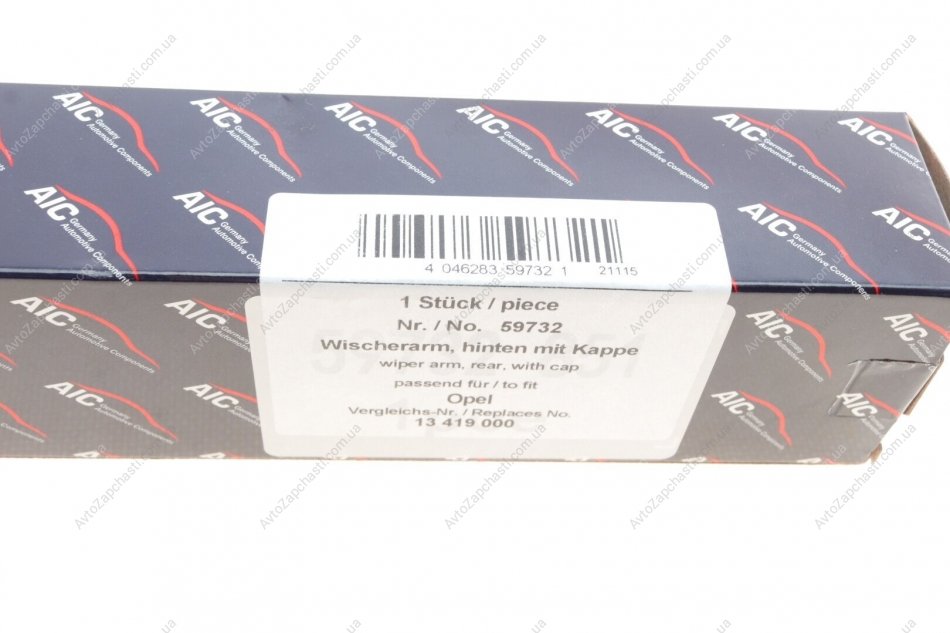 AIC Germany Automotive Components
4 046283 59732 1 21115
1 Stück / piece
Nr. / No. 59732
Wischerarm, hinten mit Kappe
wiper arm, rear, with cap
passend für / to fit
Opel
Vergleichs-Nr. / Replaces No.
13 419 000
AvtoZapchasti.com.ua